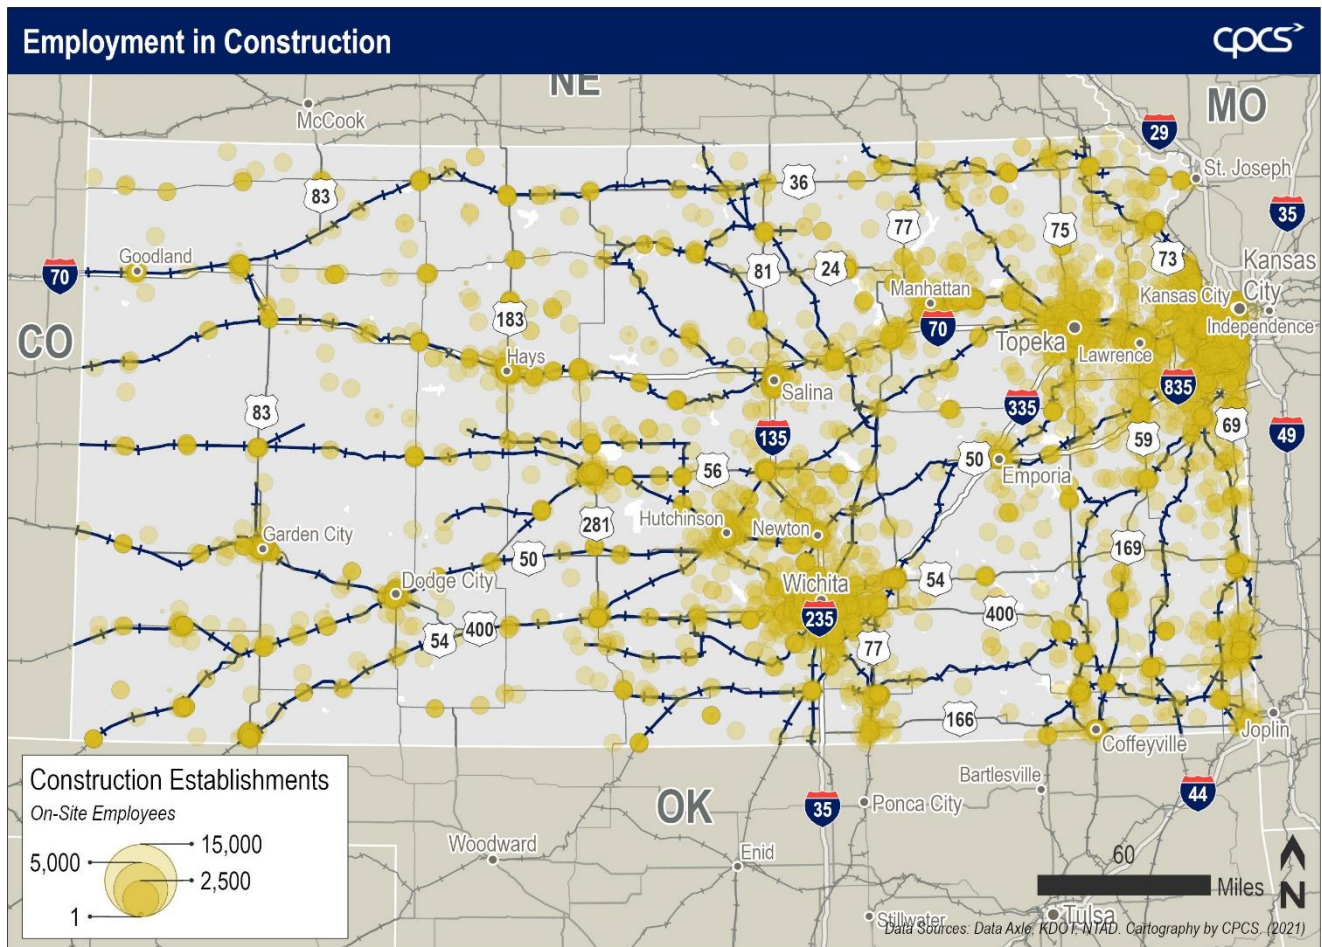 Employment in Construction
cpcs
NE
MO
McCook
29
St. Joseph
36
83
35
77
75
Goodland
73
Kansas
City
70
81
24
Manhattan
Kansas City
183
70
Independence
CO
Topeka
Lawrence
Hays
835
Salina
335
83
135
59
69
49
50
56
Emporia
281
Hutchinson
Newton
Garden City
50
169
Dodge City
Wichita
54
54
400
235
400
77
166
Joplin
Coffeyville
Bartlesville
44
OK
35
Ponca City
Woodward
Enid
Stillwater
Tulsa
Construction Establishments
On-Site Employees
15,000
5,000
2,500
1
60
Miles
N
Data Sources: Data Axle, KDOT, NTAD. Cartography by CPCS. (2021)